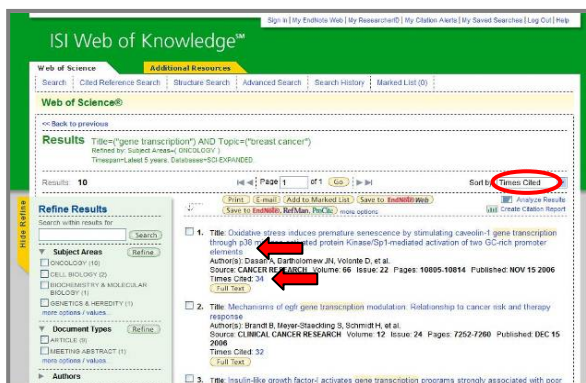 Sign in | My EndNote Web | My ResearcherID | My Citation Alerts | My Saved Searches | Log Out | Help
ISI Web of Knowledge℠
Web of Science Additional Resources
Search Cited Reference Search Structure Search Advanced Search Search History Marked List (0)
Web of Science®
<< Back to previous
Results Title=("gene transcription") AND Topic=("breast cancer")
Refined by: Subject Areas=( ONCOLOGY )
Timespan=Latest 5 years. Databases=SCI-EXPANDED.
Results: 10 Page 1 of 1 Go Sort by: Times Cited
Hide Refine
Refine Results
Search within results for
Search
Subject Areas Refine
ONCOLOGY (10)
CELL BIOLOGY (2)
BIOCHEMISTRY & MOLECULAR
BIOLOGY (1)
GENETICS & HEREDITY (1)
more options / values...
Document Types Refine
ARTICLE (9)
MEETING ABSTRACT (1)
more options / values...
Authors
Print E-mail Add to Marked List Save to EndNote Web
Save to EndNote, RefMan, ProCite more options
Analyze Results
Create Citation Report
1. Title: Oxidative stress induces premature senescence by stimulating caveolin-1 gene transcription
through p38 protein Kinase/Sp1-mediated activation of two GC-rich promoter
elements
Author(s): Dasari A, Bartholomew JN, Volonte D, et al.
Source: CANCER RESEARCH Volume: 66 Issue: 22 Pages: 10805-10814 Published: NOV 15 2006
Times Cited: 34
Full Text
2. Title: Mechanisms of egfr gene transcription modulation: Relationship to cancer risk and therapy
response
Author(s): Brandt B, Meyer-Staeckling S, Schmidt H, et al.
Source: CLINICAL CANCER RESEARCH Volume: 12 Issue: 24 Pages: 7252-7260 Published: DEC 15
2006
Times Cited: 32
Full Text
3. Title: Insulin-like growth factor-I activates gene transcription programs strongly associated with poor